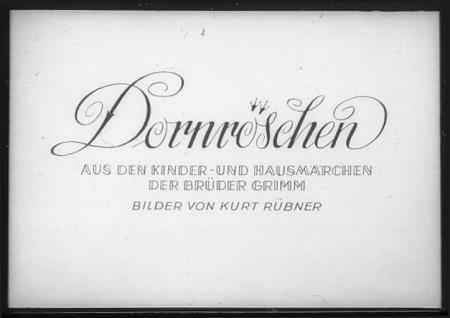 Dornröschen
AUS DEN KINDER-UND HAUSMÄRCHEN
DER BRÜDER GRIMM
BILDER VON KURT RÜBNER